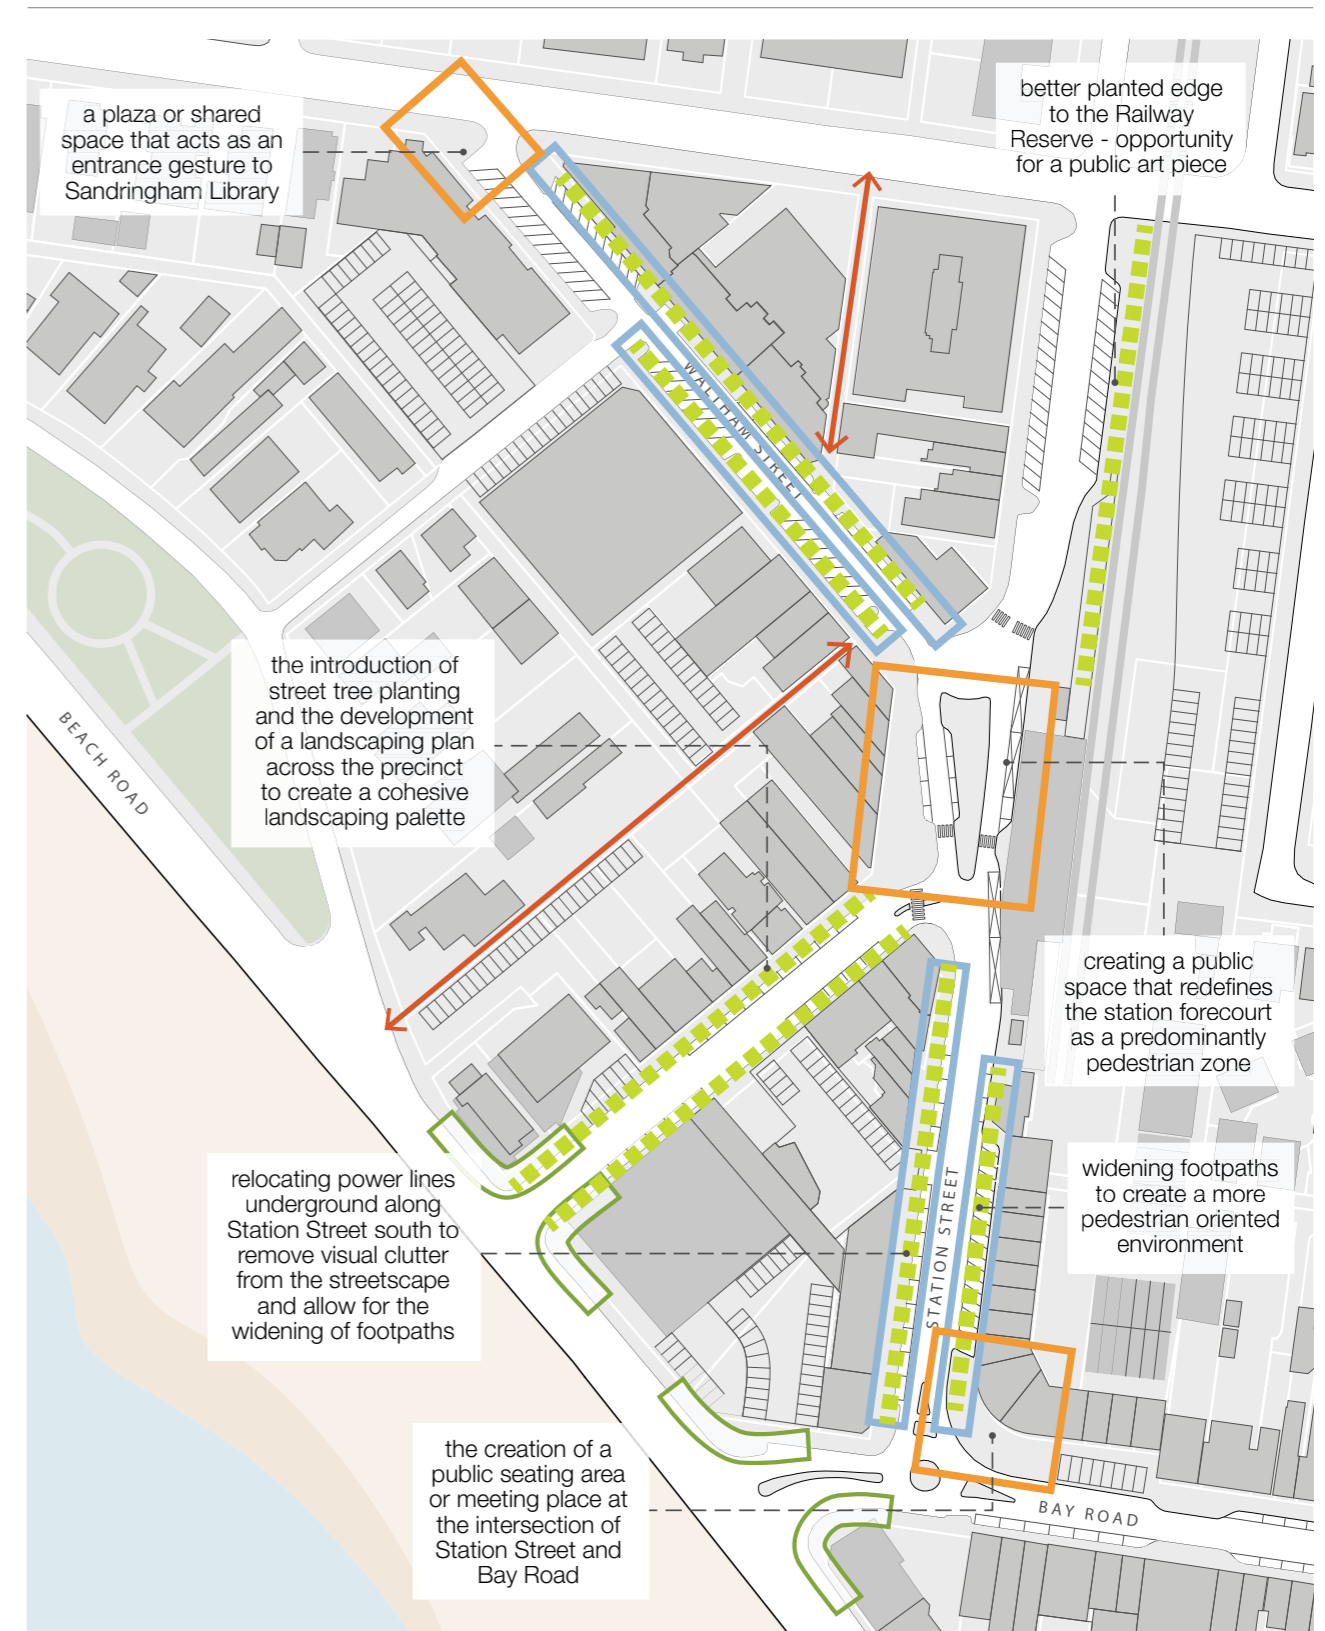 a plaza or shared
space that acts as an
entrance gesture to
Sandringham Library
better planted edge
to the Railway
Reserve - opportunity
for a public art piece
WALTHAM STREET
the introduction of
street tree planting
and the development
of a landscaping plan
across the precinct
to create a cohesive
landscaping palette
BEACH ROAD
creating a public
space that redefines
the station forecourt
as a predominantly
pedestrian zone
relocating power lines
underground along
Station Street south to
remove visual clutter
from the streetscape
and allow for the
widening of footpaths
widening footpaths
to create a more
pedestrian oriented
environment
STATION STREET
the creation of a
public seating area
or meeting place at
the intersection of
Station Street and
Bay Road
BAY ROAD